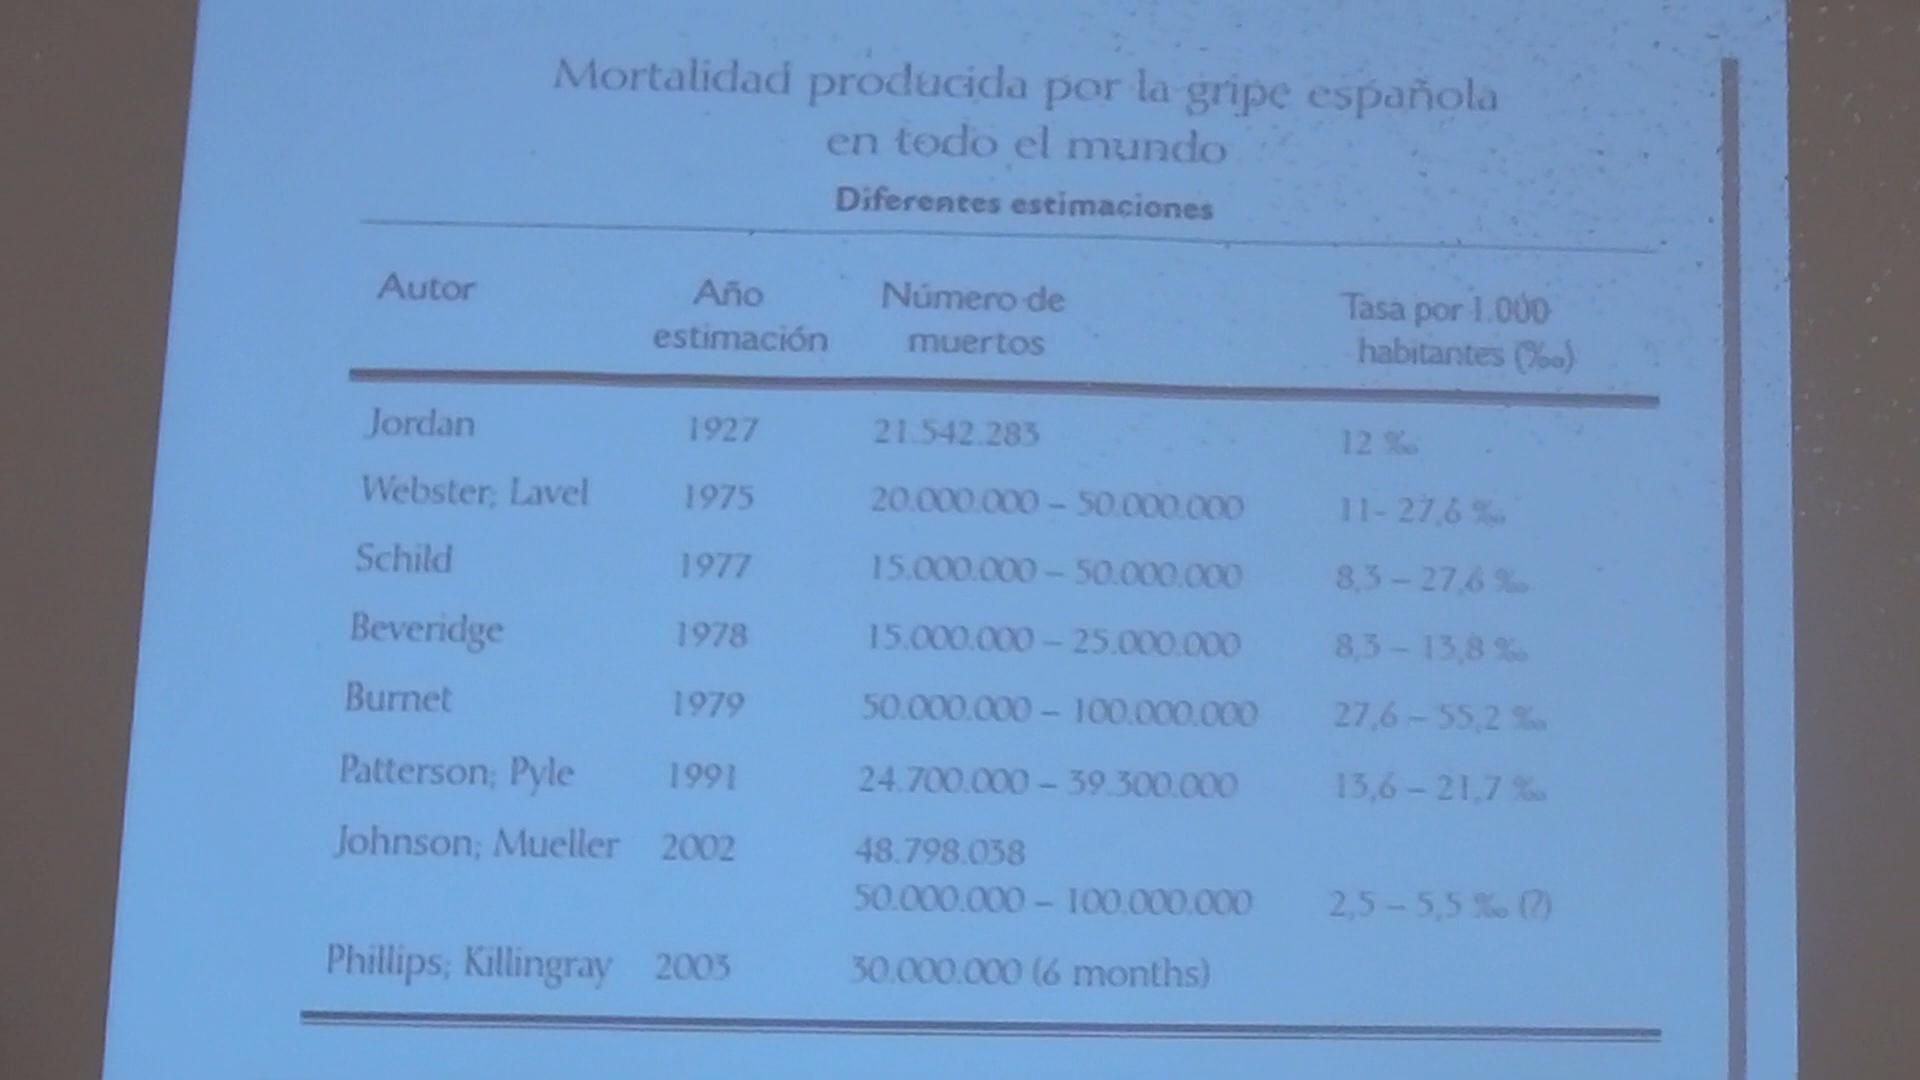 Mortalidad producida por la gripe española
en todo el mundo
Diferentes estimaciones
Autor Año estimación Número de muertos Tasa por 1.000 habitantes (‰)
Jordan 1927 21.542.283 12 ‰
Webster; Lavel 1975 20.000.000 – 50.000.000 11- 27,6 ‰
Schild 1977 15.000.000 – 50.000.000 8,3 – 27,6 ‰
Beveridge 1978 15.000.000 – 25.000.000 8,3 – 13,8 ‰
Burnet 1979 50.000.000 – 100.000.000 27,6 – 55,2 ‰
Patterson; Pyle 1991 24.700.000 – 39.300.000 13,6 – 21,7 ‰
Johnson; Mueller 2002 48.798.038
50.000.000 – 100.000.000 2,5 – 5,5 ‰ (?)
Phillips; Killingray 2003 30.000.000 (6 months)